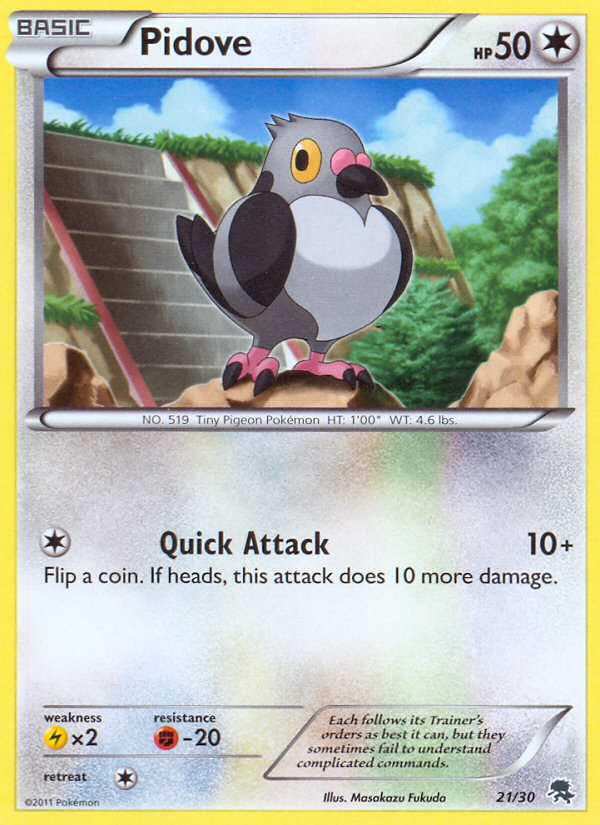 BASIC
Pidove
HP 50
NO. 519 Tiny Pigeon Pokémon HT: 1'00" WT: 4.6 lbs.
Quick Attack 10+
Flip a coin. If heads, this attack does 10 more damage.
weakness
×2
resistance
-20
retreat
Each follows its Trainer's
orders as best it can, but they
sometimes fail to understand
complicated commands.
©2011 Pokémon
Illus. Masakazu Fukuda
21/30